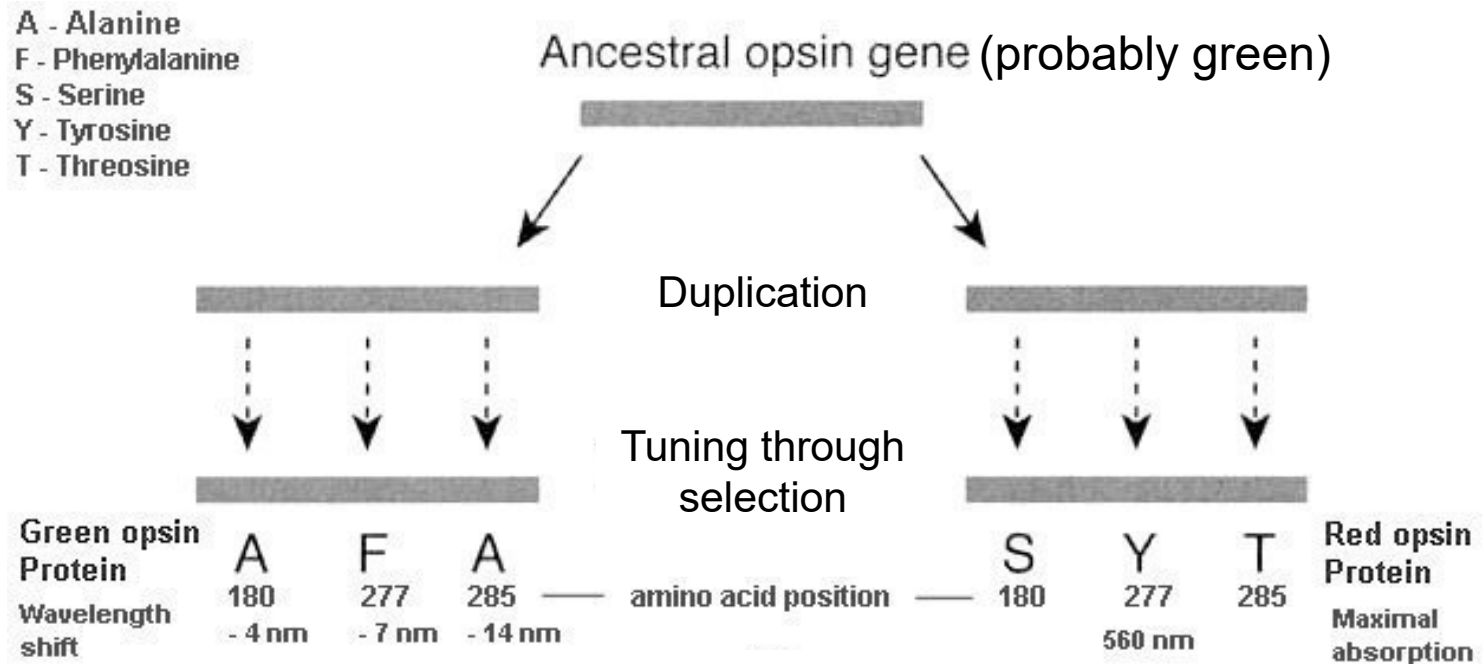 A - Alanine
F - Phenylalanine
S - Serine
Y - Tyrosine
T - Threosine
Ancestral opsin gene (probably green)
Duplication
Tuning through
selection
Green opsin
Protein
A F A
180 277 285
Wavelength
shift
- 4 nm - 7 nm - 14 nm
amino acid position
S Y T
180 277 285
560 nm
Red opsin
Protein
Maximal
absorption